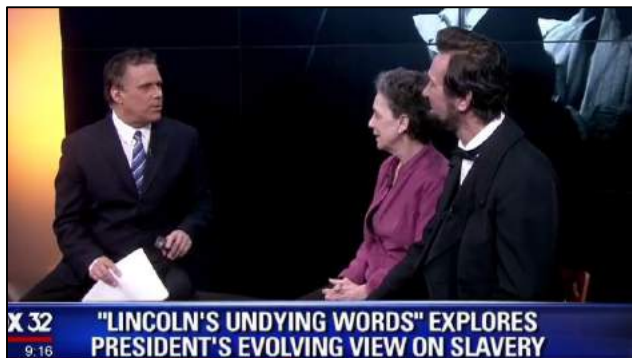 X 32
9:16
"LINCOLN'S UNDYING WORDS" EXPLORES
PRESIDENT'S EVOLVING VIEW ON SLAVERY